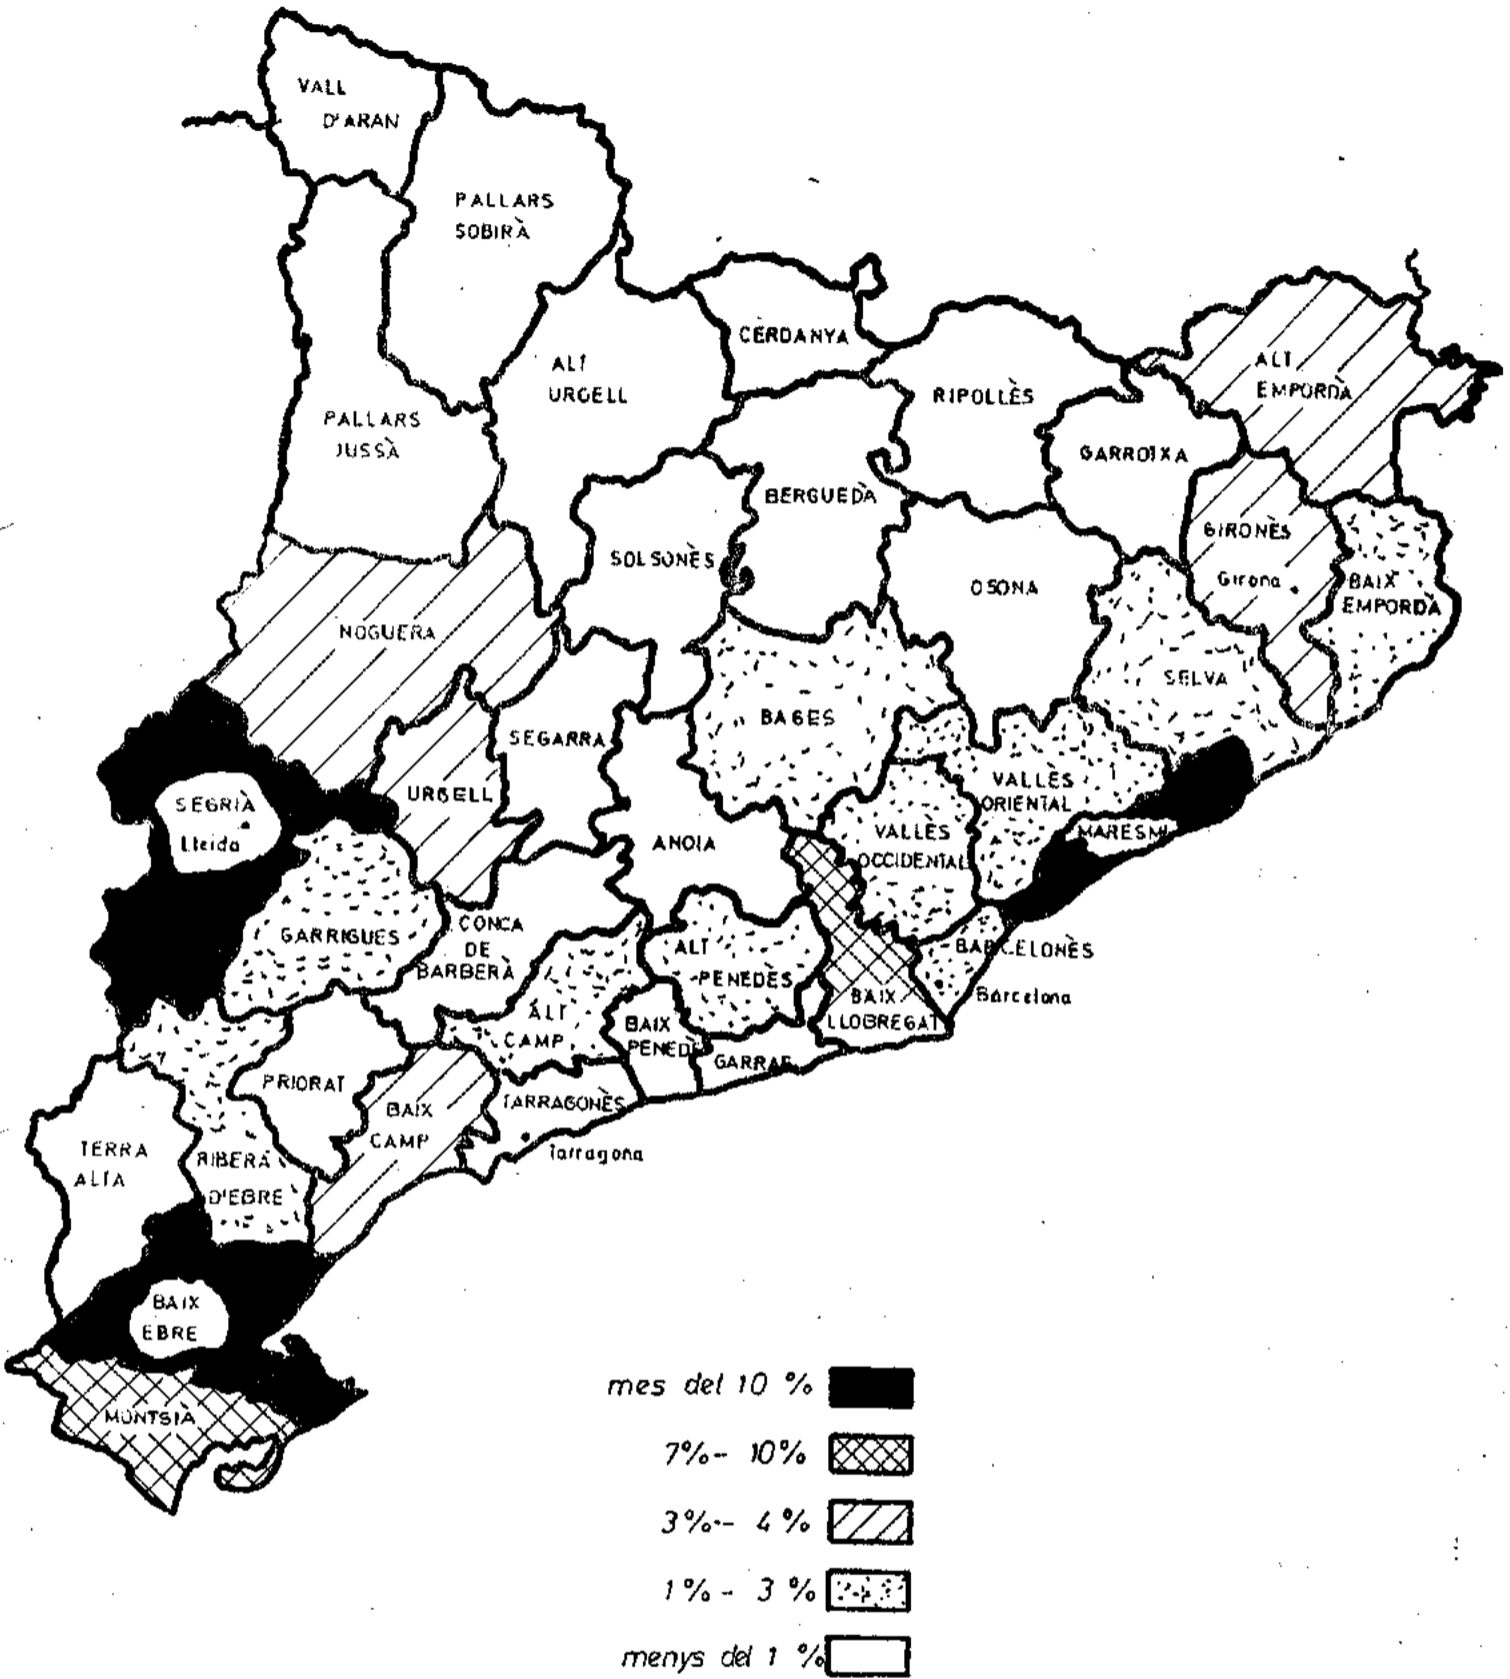 VALL
D'ARAN
PALLARS
SOBIRÀ
CERDANYA
ALT
URGELL
RIPOLLÈS
ALT
EMPORDÀ
PALLARS
JUSSÀ
GARROTXA
BERGUEDÀ
SOLSONÈS
OSONA
GIRONÈS
Girona
BAIX
EMPORDÀ
NOGUERA
SELVA
BAGES
SEGARRA
URGELL
SEGRIÀ
Lleida
VALLÈS
ORIENTAL
MARESM
ANOIA
VALLÈS
OCCIDENTAL
GARRIGUES
CONCA
DE
BARBERÀ
ALT
PENEDÈS
BARCELONÈS
Barcelona
BAIX
LLOBREGAT
ALT
CAMP
BAIX
PENEDÈ
GARRAF
PRIORAT
BAIX
CAMP
TARRAGONÈS
Tarragona
TERRA
ALTA
RIBERA
D'EBRE
BAIX
EBRE
MONTSIÀ
mes del 10 %
7%- 10%
3%- 4%
1%- 3%
menys del 1 %